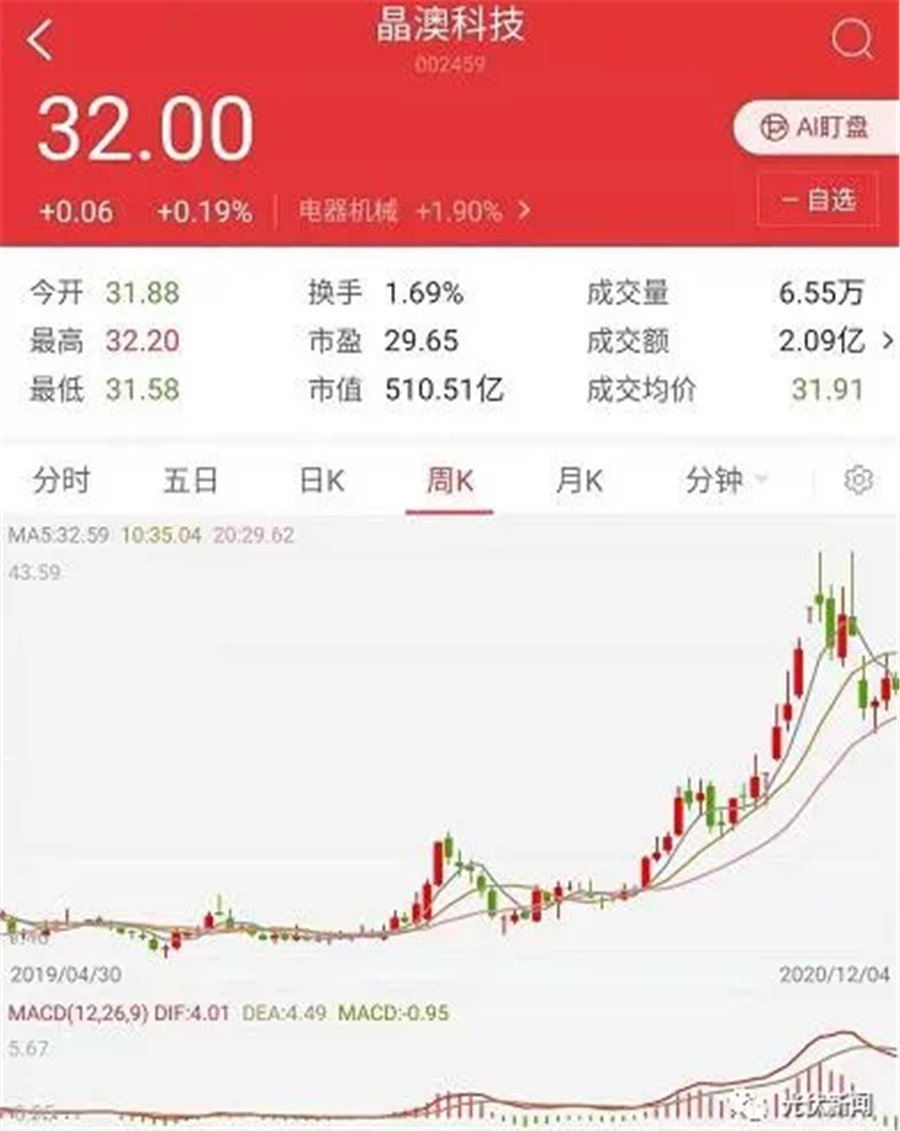 晶澳科技
002459
32.00
AI盯盘
+0.06 +0.19% 电器机械 +1.90%
一 自选
今开 31.88 换手 1.69% 成交量 6.55万
最高 32.20 市盈 29.65 成交额 2.09亿
最低 31.58 市值 510.51亿 成交均价 31.91
分时 五日 日K 周K 月K 分钟
MA5:32.59 10:35.04 20:29.62
43.59
2019/04/30 2020/12/04
MACD(12,26,9) DIF:4.01 DEA:4.49 MACD:-0.95
5.67
光伏新闻